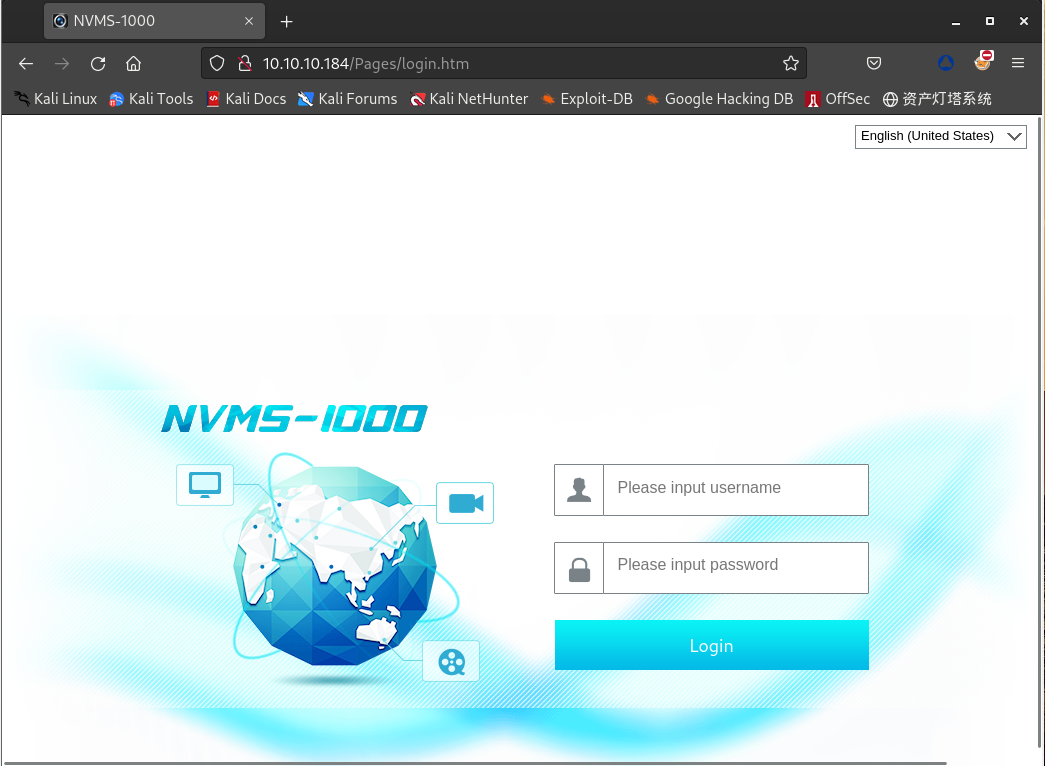 NVMS-1000
10.10.10.184/Pages/login.htm
Kali Linux Kali Tools Kali Docs Kali Forums Kali NetHunter Exploit-DB Google Hacking DB OffSec 资产灯塔系统
English (United States)
NVMS-1000
Please input username
Please input password
Login